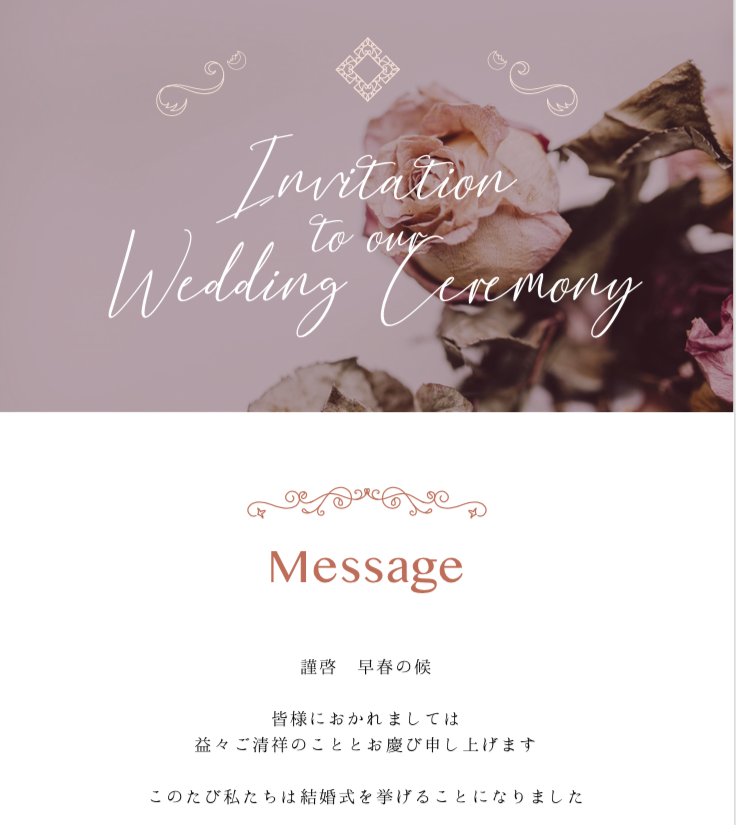 Invitation
to our
Wedding Ceremony
Message
謹啓　早春の候
皆様におかれましては
益々ご清祥のこととお慶び申し上げます
このたび私たちは結婚式を挙げることになりました